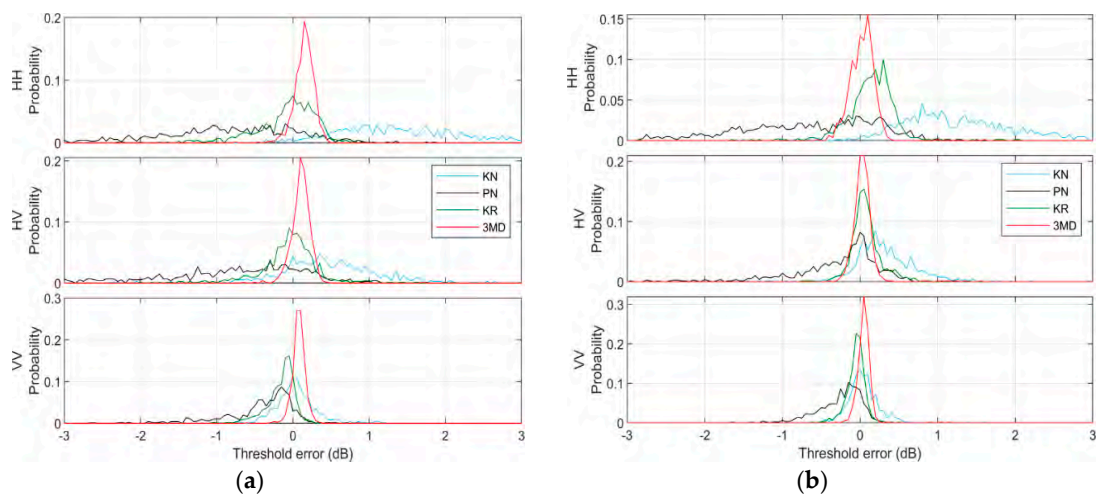 0.2
0.1
0
HH
Probability
0.2
0.1
0
HV
Probability
KN
PN
KR
3MD
0.3
0.2
0.1
0
VV
Probability
-3 -2 -1 0 1 2 3
Threshold error (dB)
(a)
0.15
0.1
0.05
0
HH
Probability
0.2
0.1
0
HV
Probability
KN
PN
KR
3MD
0.3
0.2
0.1
0
VV
Probability
-3 -2 -1 0 1 2 3
Threshold error (dB)
(b)